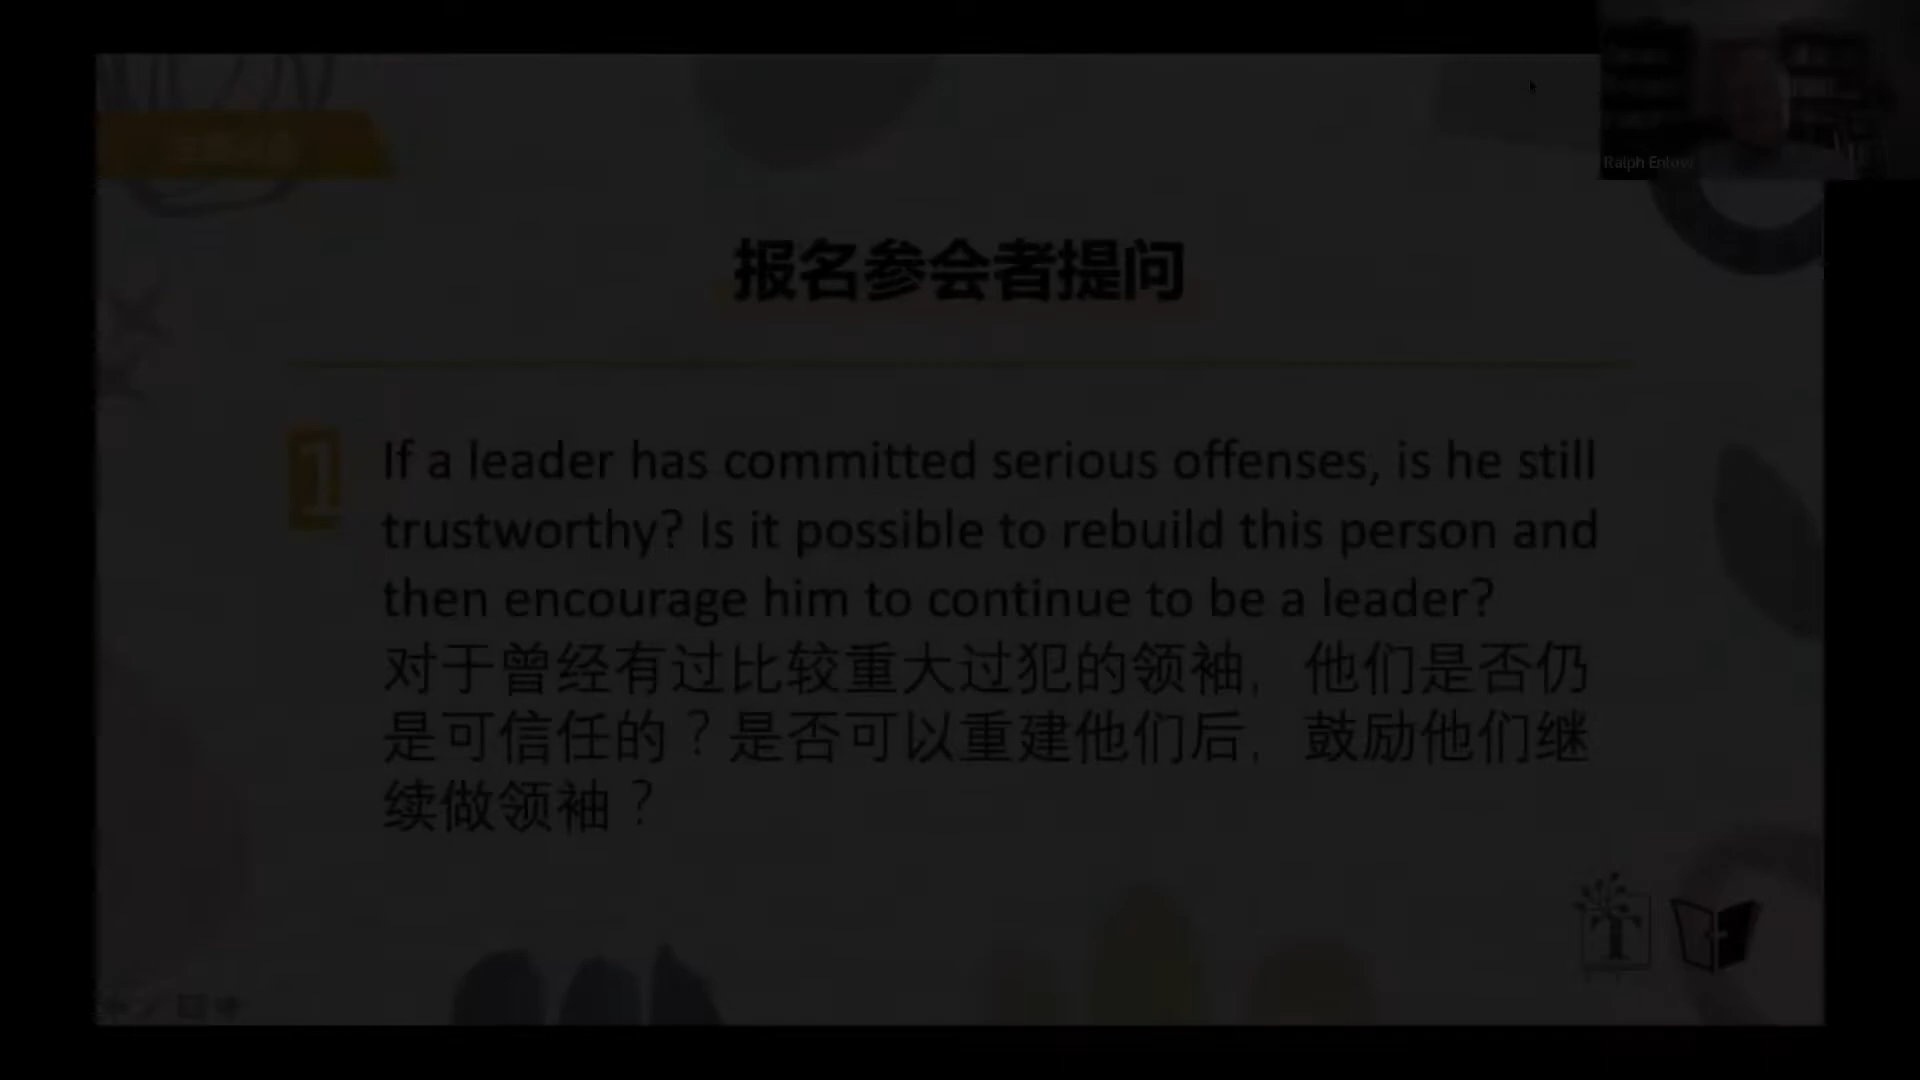 Ralph Enlow
报名参会者提问
1
If a leader has committed serious offenses, is he still
trustworthy? Is it possible to rebuild this person and
then encourage him to continue to be a leader?
对于曾经有过比较重大过犯的领袖，他们是否仍
是可信任的？是否可以重建他们后，鼓励他们继
续做领袖？